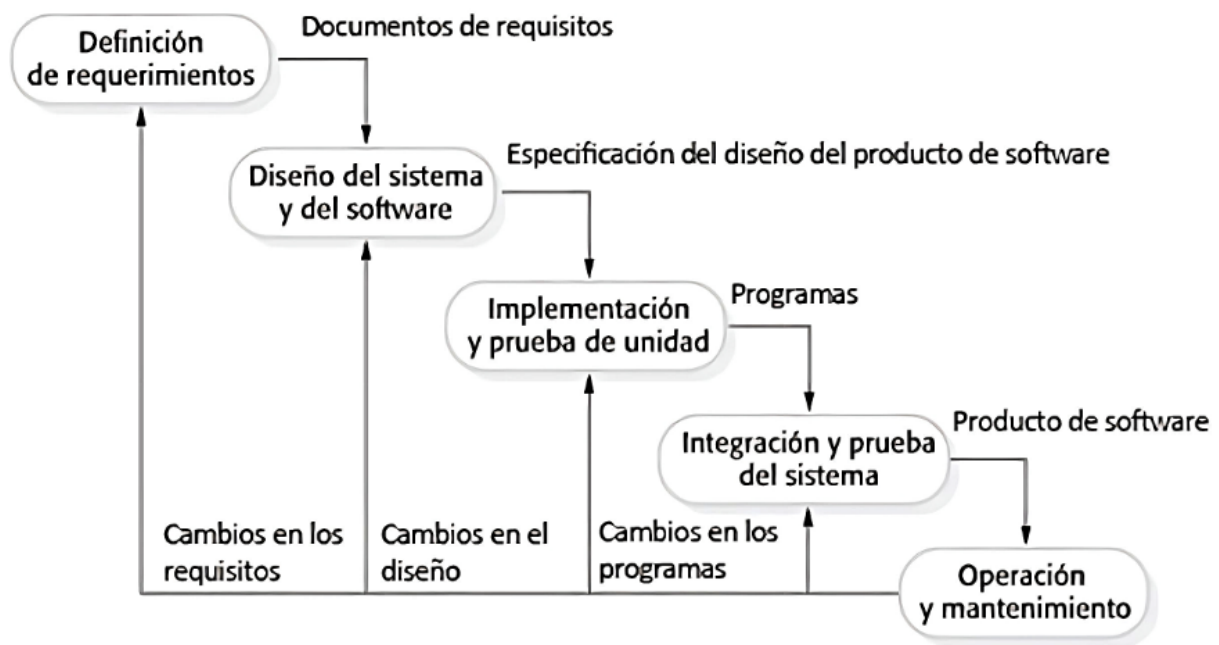 Definición
de requerimientos
Documentos de requisitos
Diseño del sistema
y del software
Especificación del diseño del producto de software
Implementación
y prueba de unidad
Programas
Integración y prueba
del sistema
Producto de software
Cambios en los
requisitos
Cambios en el
diseño
Cambios en los
programas
Operación
y mantenimiento